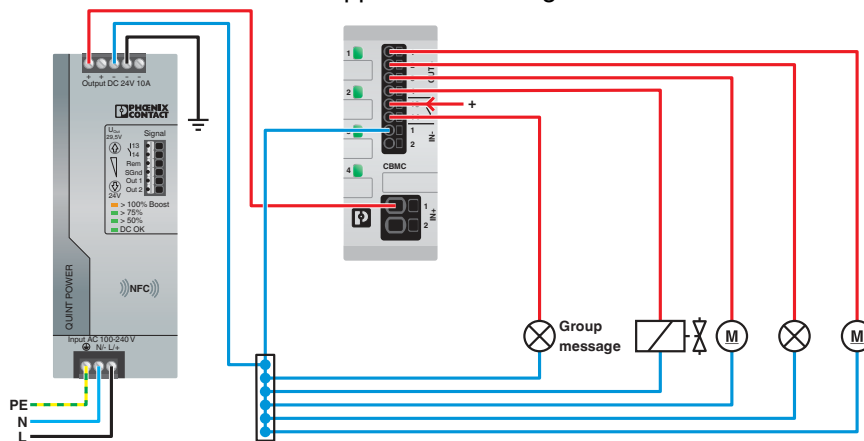 + + – – –
Output DC 24V 10A
PHŒNIX
CONTACT
UOut
29,5V
Signal
13
14
Rem
SGnd
Out 1
Out 2
24V
> 100% Boost
> 75%
> 50%
DC OK
QUINT POWER
NFC
Input AC 100-240 V
N/- L/+
PE
N
L
1
2
4
OUT
+
1
2
IN-
CBMC
1
2
IN+
Group
message
M
M